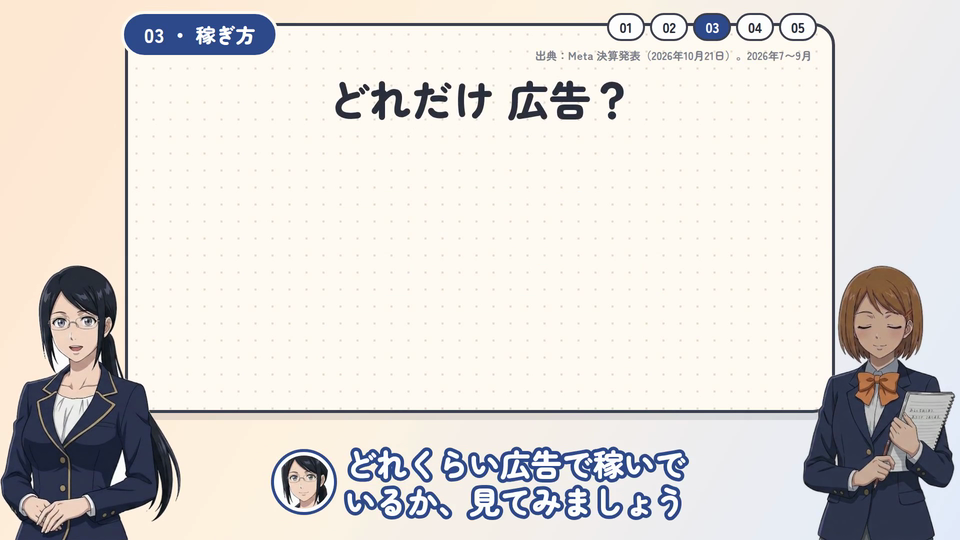 03 ・ 稼ぎ方
01 02 03 04 05
出典：Meta 決算発表（2026年10月21日）。2026年7〜9月
どれだけ 広告？
どれくらい広告で稼いで
いるか、見てみましょう